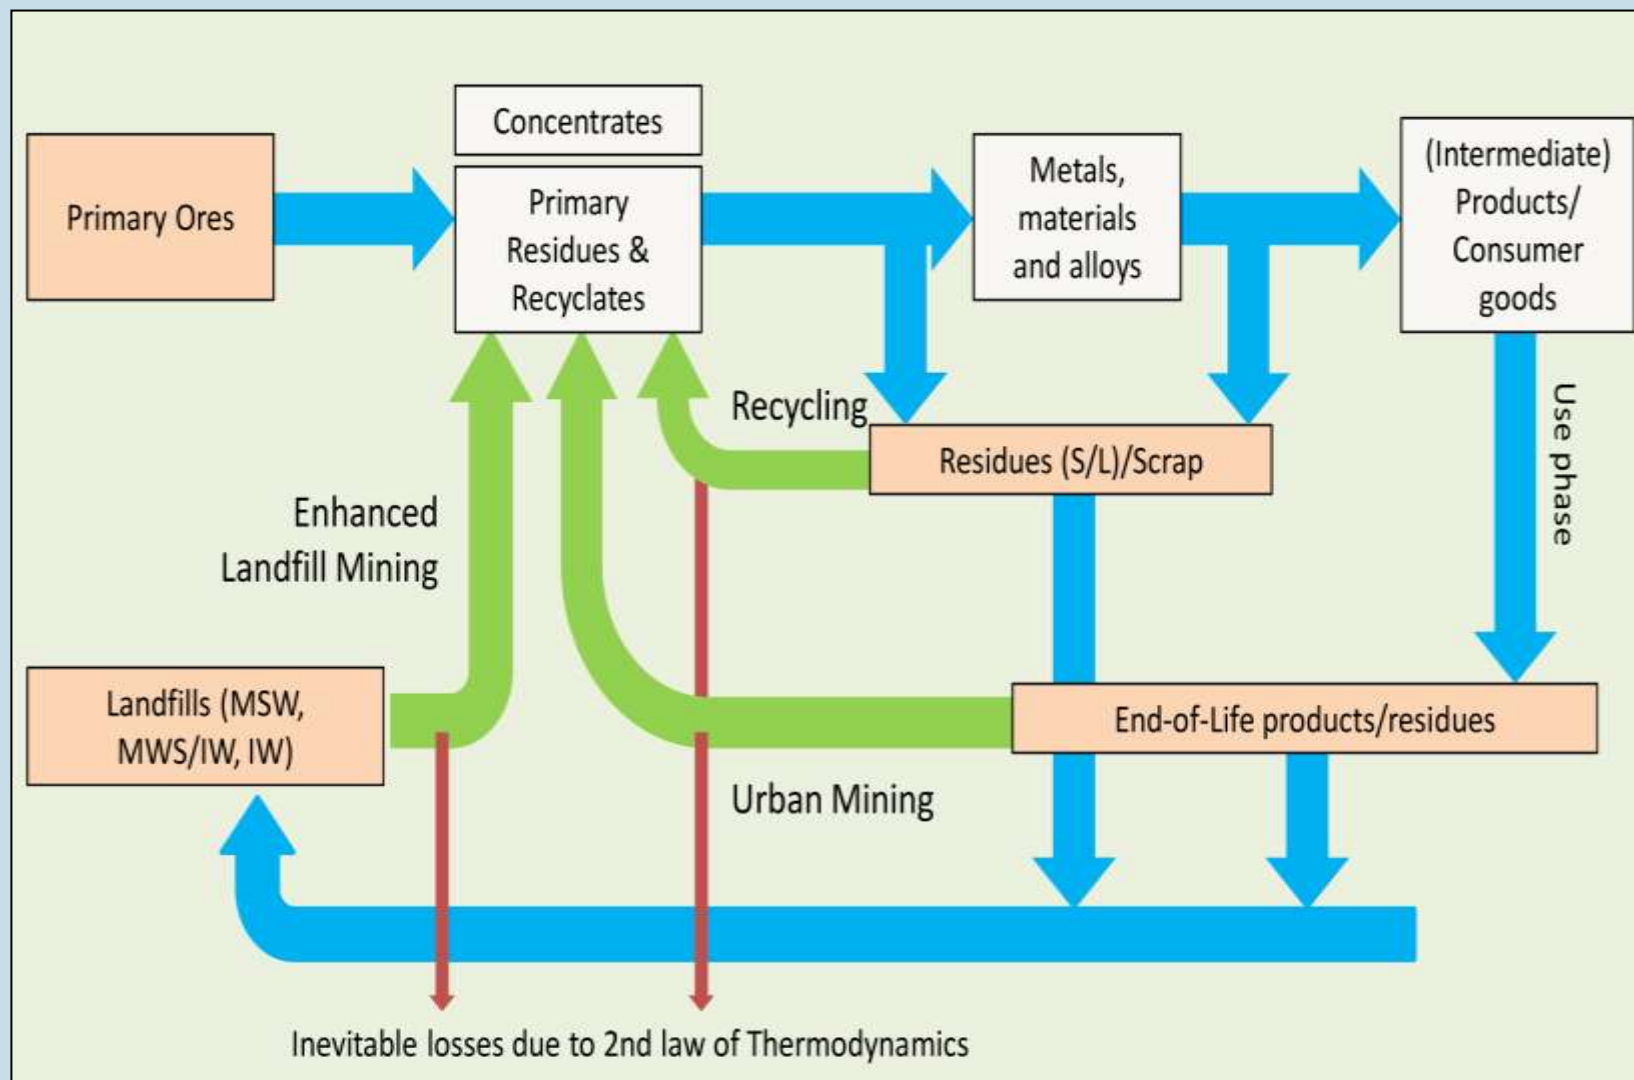 Concentrates
Primary Ores
Primary
Residues &
Recyclates
Metals,
materials
and alloys
(Intermediate)
Products/
Consumer
goods
Recycling
Use phase
Residues (S/L)/Scrap
Enhanced
Landfill Mining
Landfills (MSW,
MWS/IW, IW)
End-of-Life products/residues
Urban Mining
Inevitable losses due to 2nd law of Thermodynamics